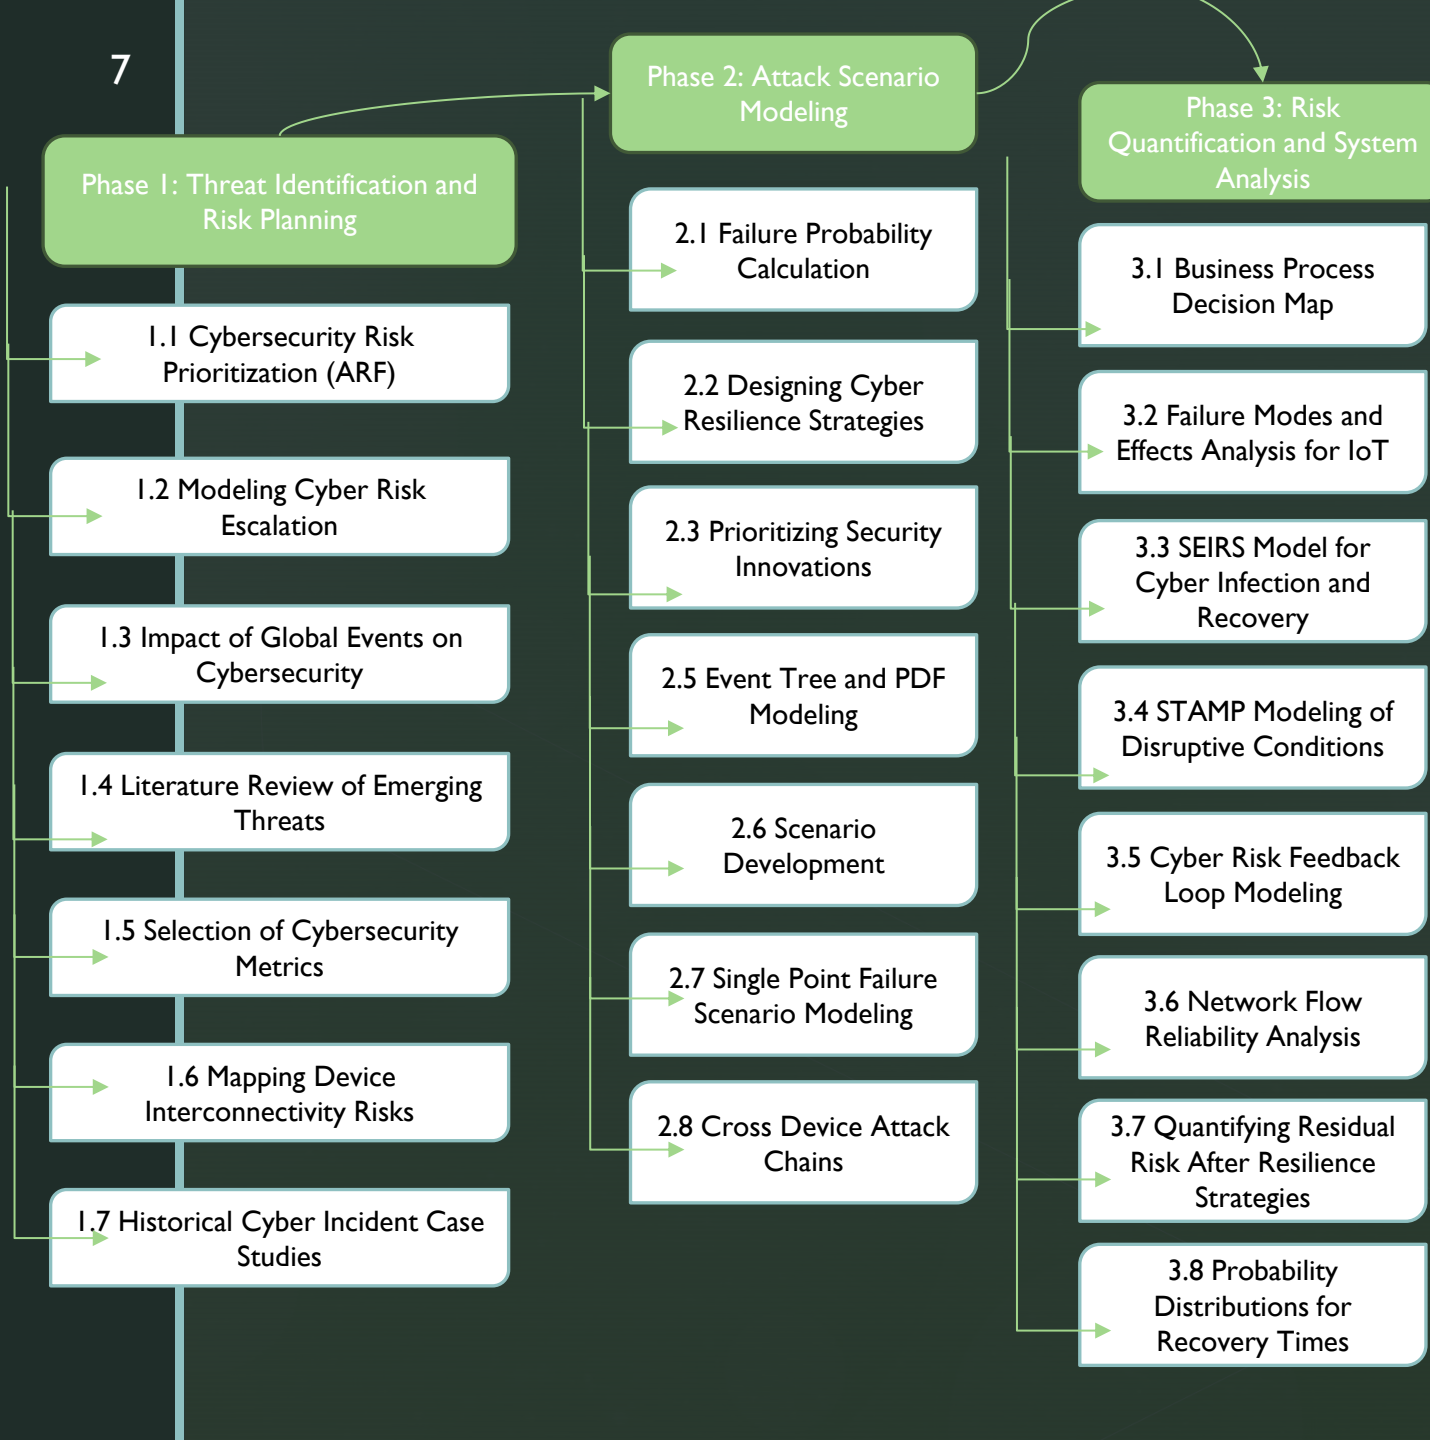 7
Phase 1: Threat Identification and
Risk Planning
1.1 Cybersecurity Risk
Prioritization (ARF)
1.2 Modeling Cyber Risk
Escalation
1.3 Impact of Global Events on
Cybersecurity
1.4 Literature Review of Emerging
Threats
1.5 Selection of Cybersecurity
Metrics
1.6 Mapping Device
Interconnectivity Risks
1.7 Historical Cyber Incident Case
Studies
Phase 2: Attack Scenario
Modeling
2.1 Failure Probability
Calculation
2.2 Designing Cyber
Resilience Strategies
2.3 Prioritizing Security
Innovations
2.5 Event Tree and PDF
Modeling
2.6 Scenario
Development
2.7 Single Point Failure
Scenario Modeling
2.8 Cross Device Attack
Chains
Phase 3: Risk
Quantification and System
Analysis
3.1 Business Process
Decision Map
3.2 Failure Modes and
Effects Analysis for IoT
3.3 SEIRS Model for
Cyber Infection and
Recovery
3.4 STAMP Modeling of
Disruptive Conditions
3.5 Cyber Risk Feedback
Loop Modeling
3.6 Network Flow
Reliability Analysis
3.7 Quantifying Residual
Risk After Resilience
Strategies
3.8 Probability
Distributions for
Recovery Times